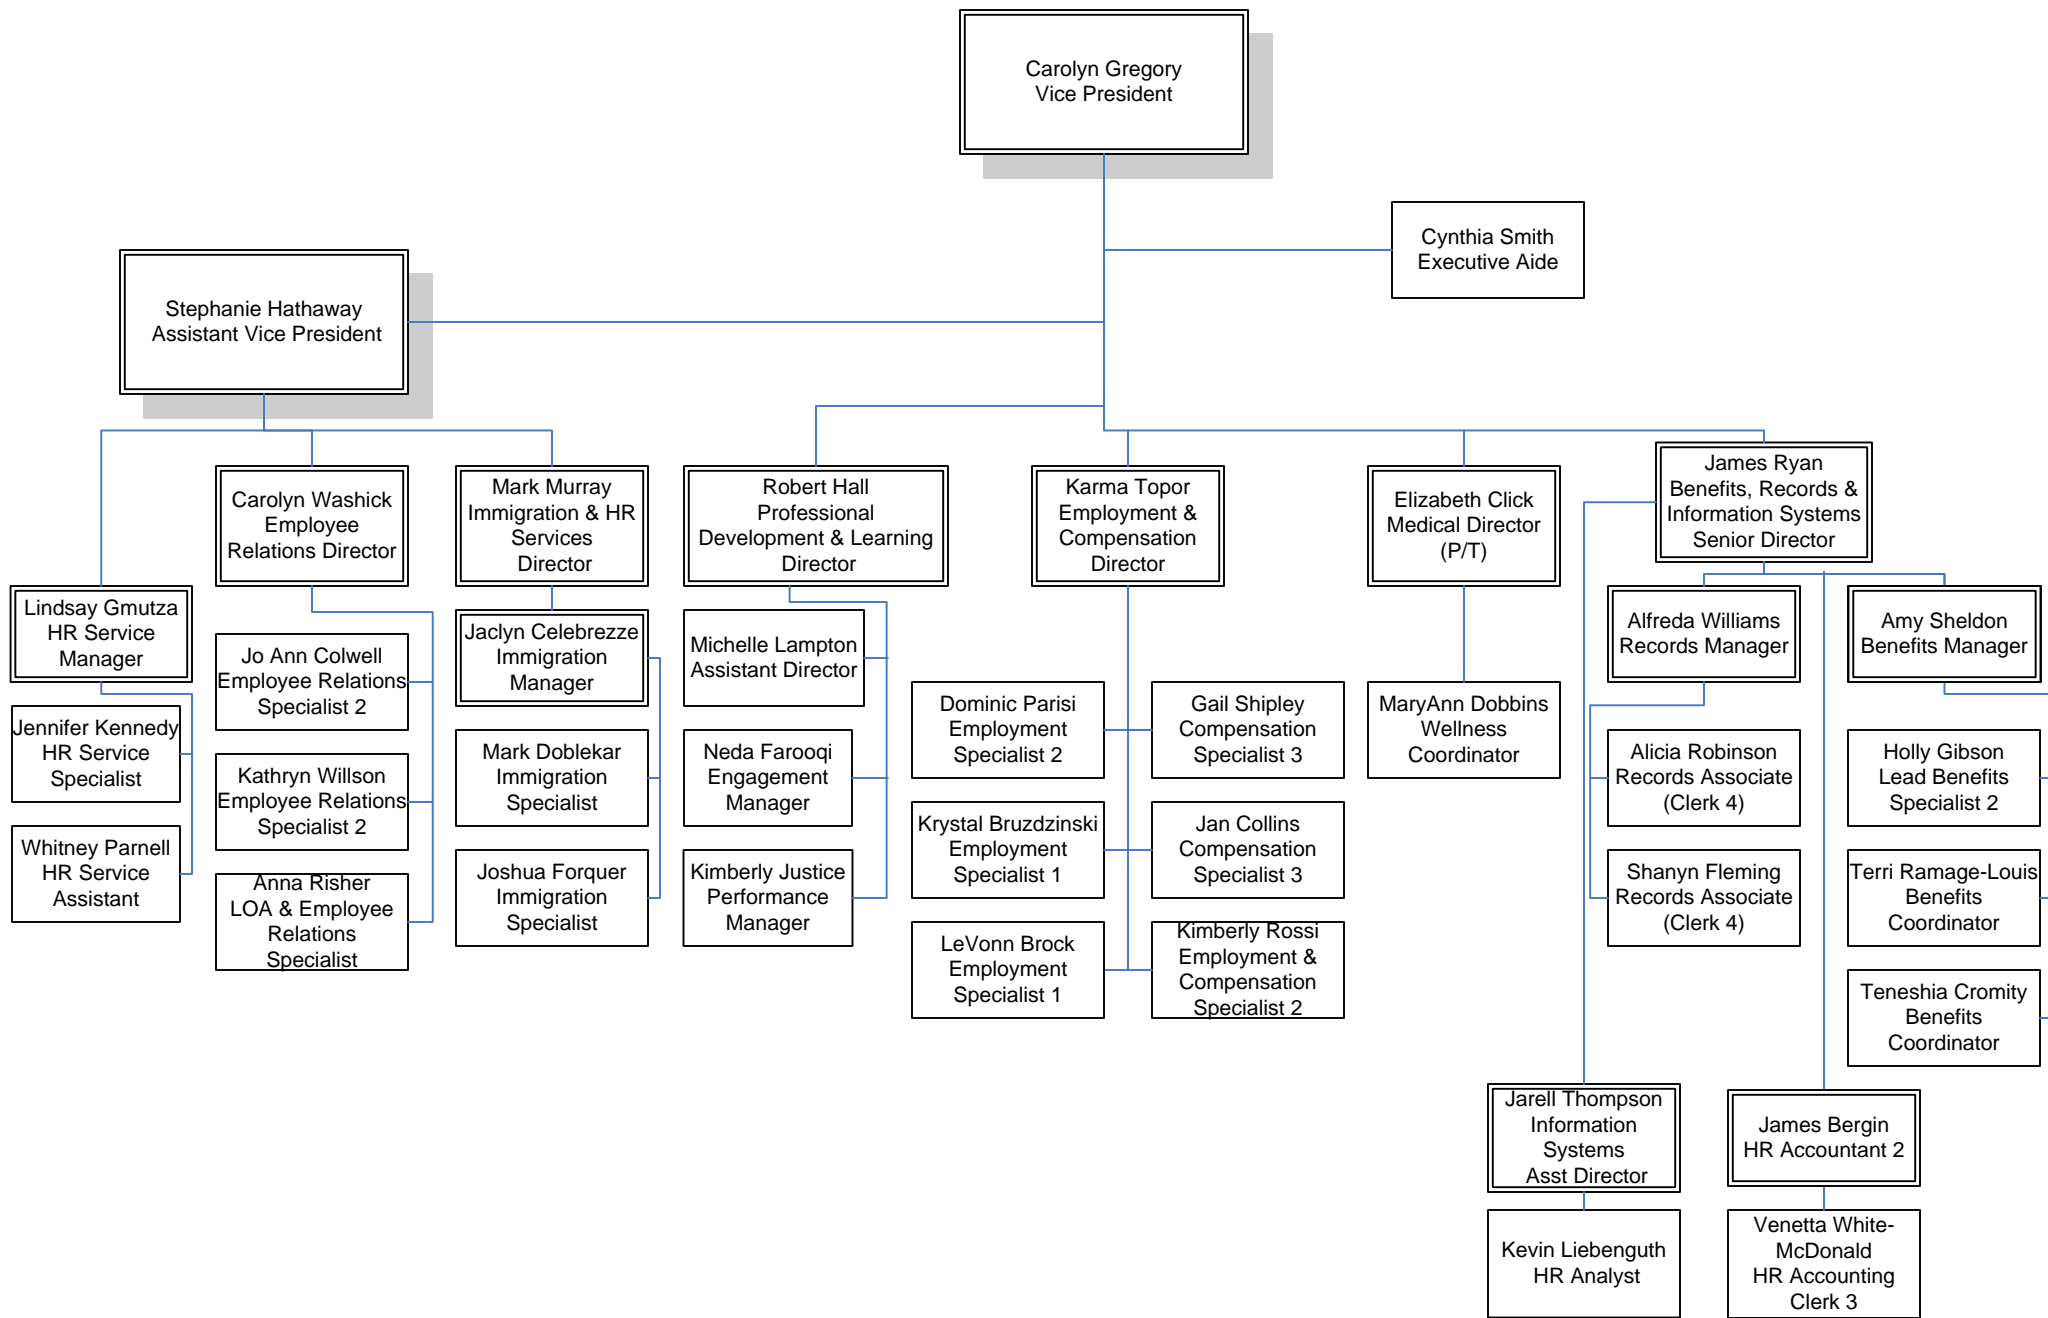 Carolyn Gregory
Vice President
Cynthia Smith
Executive Aide
Stephanie Hathaway
Assistant Vice President
Lindsay Gmutza
HR Service
Manager
Jennifer Kennedy
HR Service
Specialist
Whitney Parnell
HR Service
Assistant
Carolyn Washick
Employee
Relations Director
Jo Ann Colwell
Employee Relations
Specialist 2
Kathryn Willson
Employee Relations
Specialist 2
Anna Risher
LOA & Employee
Relations
Specialist
Mark Murray
Immigration & HR
Services
Director
Jaclyn Celebrezze
Immigration
Manager
Mark Doblekar
Immigration
Specialist
Joshua Forquer
Immigration
Specialist
Robert Hall
Professional
Development & Learning
Director
Michelle Lampton
Assistant Director
Neda Farooqi
Engagement
Manager
Kimberly Justice
Performance
Manager
Karma Topor
Employment &
Compensation
Director
Dominic Parisi
Employment
Specialist 2
Gail Shipley
Compensation
Specialist 3
Krystal Bruzdzinski
Employment
Specialist 1
Jan Collins
Compensation
Specialist 3
LeVonn Brock
Employment
Specialist 1
Kimberly Rossi
Employment &
Compensation
Specialist 2
Elizabeth Click
Medical Director
(P/T)
MaryAnn Dobbins
Wellness
Coordinator
James Ryan
Benefits, Records &
Information Systems
Senior Director
Alfreda Williams
Records Manager
Alicia Robinson
Records Associate
(Clerk 4)
Shanyn Fleming
Records Associate
(Clerk 4)
Amy Sheldon
Benefits Manager
Holly Gibson
Lead Benefits
Specialist 2
Terri Ramage-Louis
Benefits
Coordinator
Teneshia Cromity
Benefits
Coordinator
Jarell Thompson
Information
Systems
Asst Director
Kevin Liebenguth
HR Analyst
James Bergin
HR Accountant 2
Venetta White-
McDonald
HR Accounting
Clerk 3